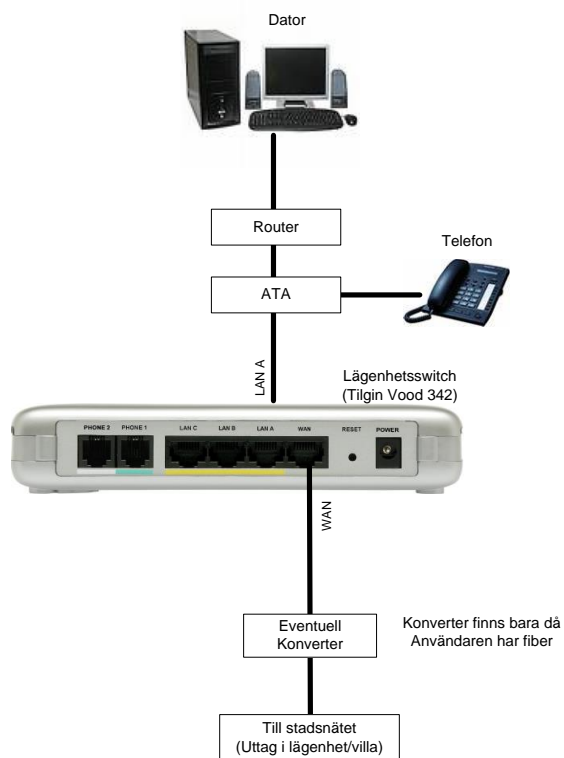 Dator
Router
Telefon
ATA
LAN A
Lägenhetsswitch
(Tilgin Vood 342)
PHONE 2 PHONE 1 LAN C LAN B LAN A WAN RESET POWER
WAN
Eventuell
Konverter
Konverter finns bara då
Användaren har fiber
Till stadsnätet
(Uttag i lägenhet/villa)